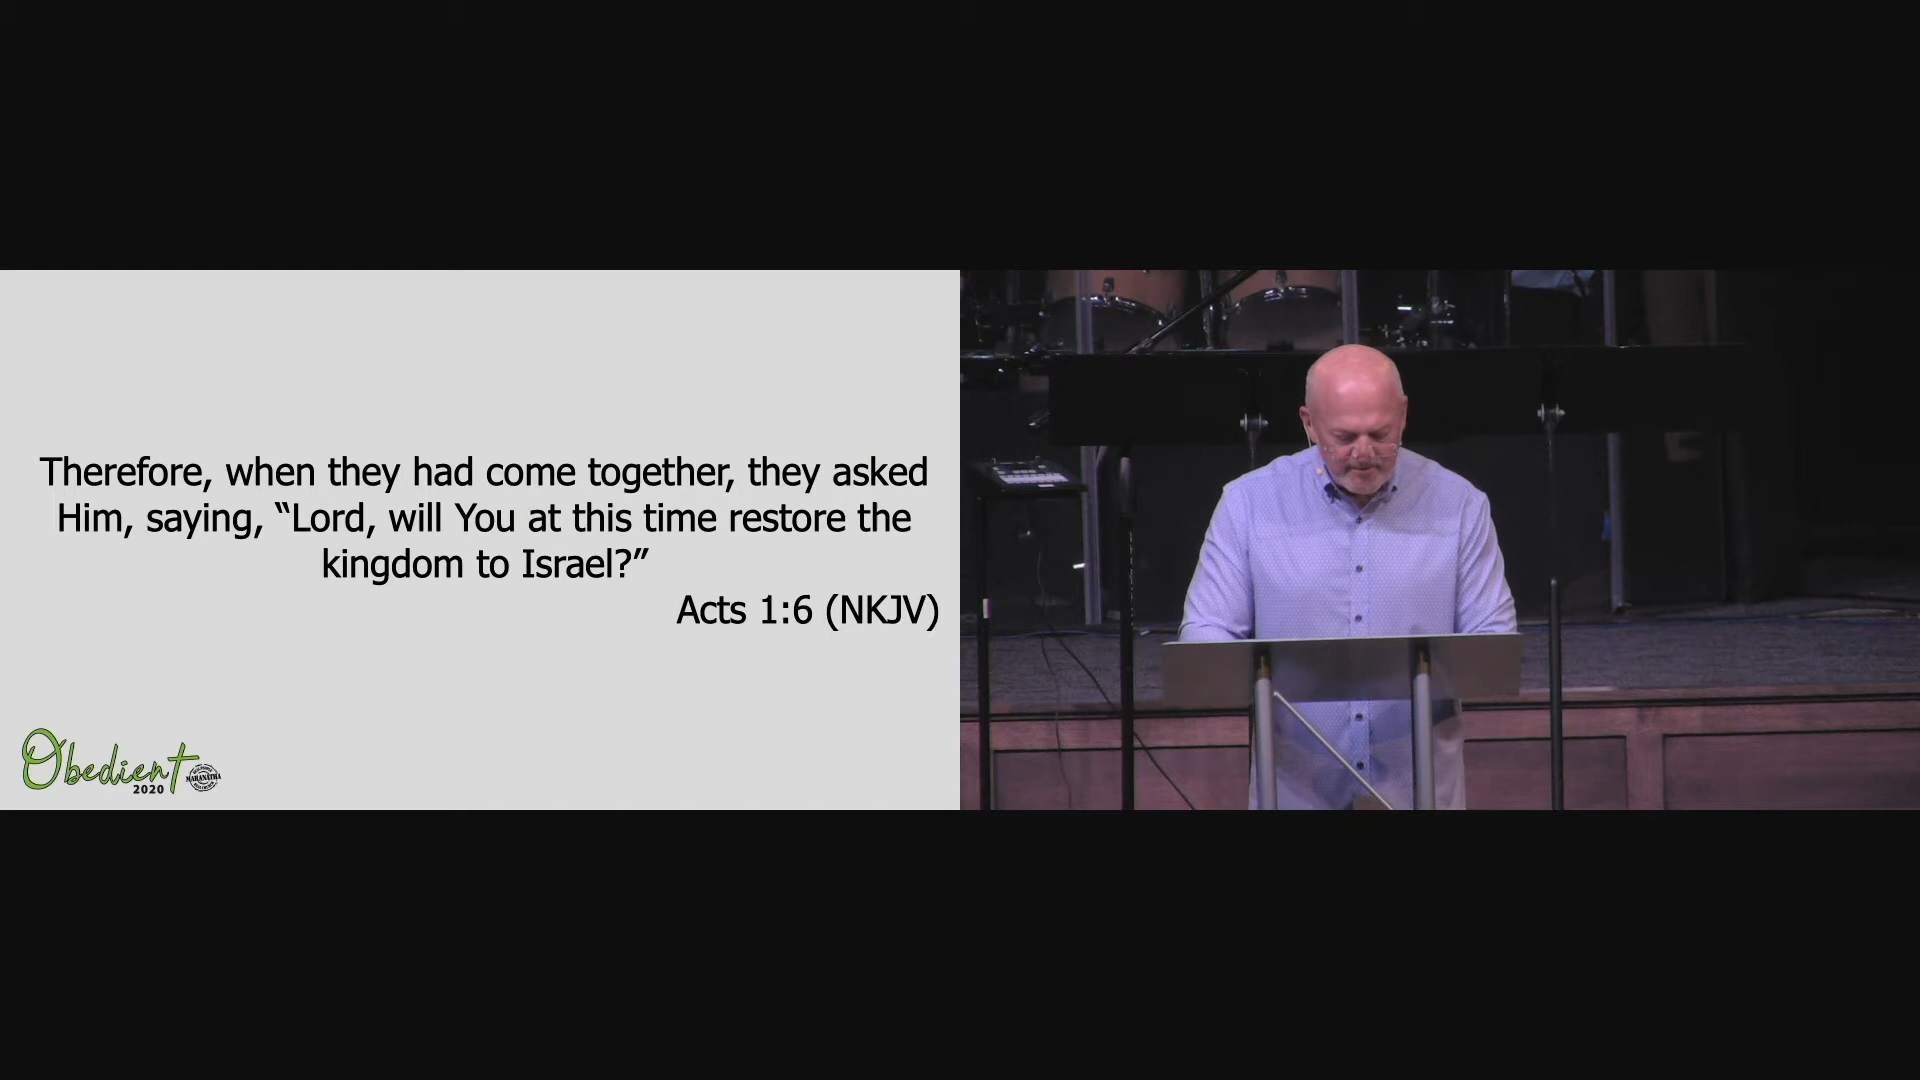 Therefore, when they had come together, they asked
Him, saying, “Lord, will You at this time restore the
kingdom to Israel?”
Acts 1:6 (NKJV)
Obedient
2020
MARANATHA